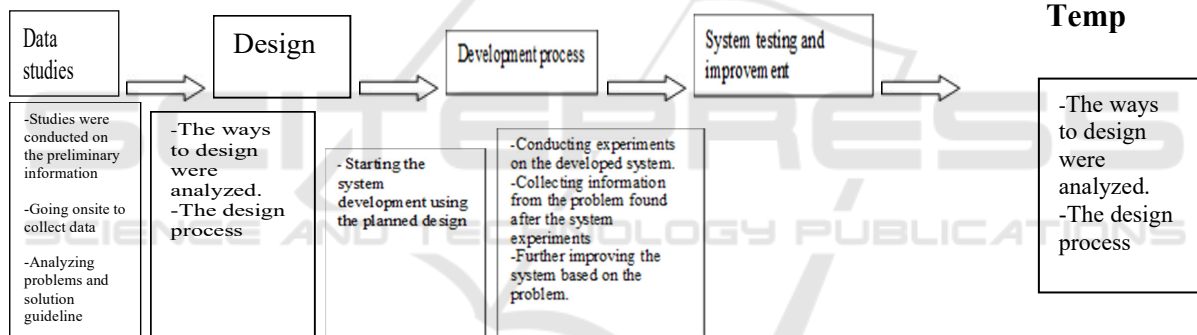 Data
studies
Design
Development process
System testing and
improvement
Temp
-Studies were
conducted on
the preliminary
information
-Going onsite to
collect data
-Analyzing
problems and
solution
guideline
-The ways
to design
were
analyzed.
-The design
process
- Starting the
system
development using
the planned design
-Conducting experiments
on the developed system.
-Collecting information
from the problem found
after the system
experiments
-Further improving the
system based on the
problem.
-The ways
to design
were
analyzed.
-The design
process
SCITEPRESS
SCIENCE AND TECHNOLOGY PUBLICATIONS